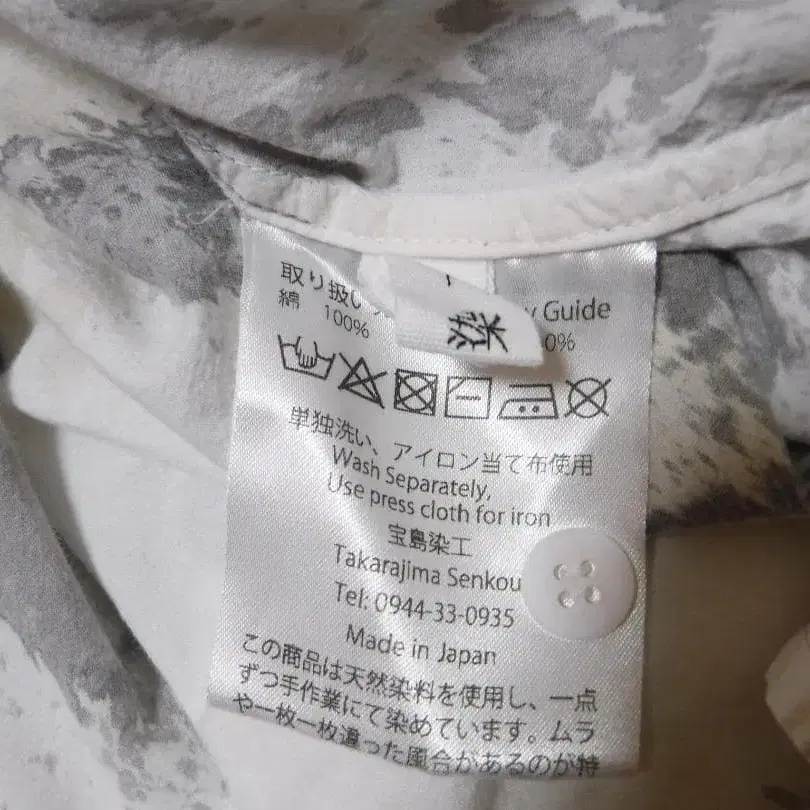 取り扱い
Guide
綿 100%
染
単独洗い、アイロン当て布使用
Wash Separately,
Use press cloth for iron
宝島染工
Takarajima Senkou
Tel: 0944-33-0935
Made in Japan
この商品は天然染料を使用し、一点
ずつ手作業にて染めています。ムラ
や一枚一枚違った風合があるのが特